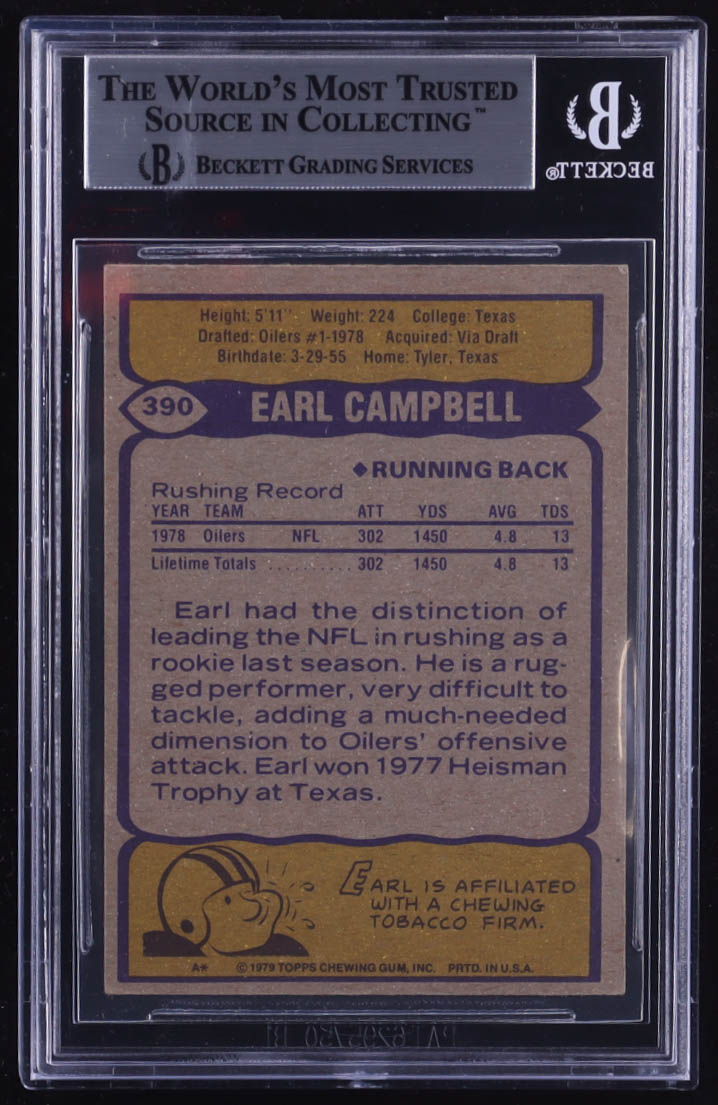 THE WORLD'S MOST TRUSTED
SOURCE IN COLLECTING™
B BECKETT GRADING SERVICES
B
BECKETT®
Height: 5'11" Weight: 224 College: Texas
Drafted: Oilers #1-1978 Acquired: Via Draft
Birthdate: 3-29-55 Home: Tyler, Texas
390 EARL CAMPBELL
◆RUNNING BACK
Rushing Record
YEAR TEAM ATT YDS AVG TDS
1978 Oilers NFL 302 1450 4.8 13
Lifetime Totals .......... 302 1450 4.8 13
Earl had the distinction of
leading the NFL in rushing as a
rookie last season. He is a rug-
ged performer, very difficult to
tackle, adding a much-needed
dimension to Oilers' offensive
attack. Earl won 1977 Heisman
Trophy at Texas.
EARL IS AFFILIATED
WITH A CHEWING
TOBACCO FIRM.
A* © 1979 TOPPS CHEWING GUM, INC. PRTD. IN U.S.A.